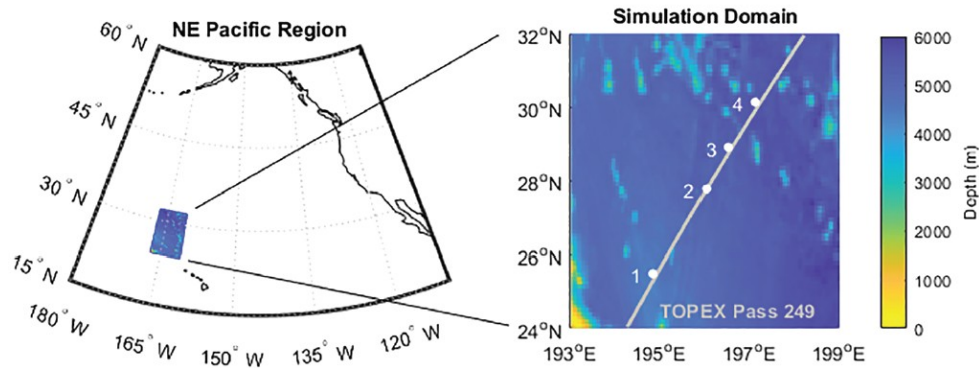 NE Pacific Region
60°N
45°N
30°N
15°N
180°W
165°W
150°W
135°W
120°W
Simulation Domain
32°N
30°N
28°N
26°N
24°N
193°E
195°E
197°E
199°E
4
3
2
1
TOPEX Pass 249
6000
5000
4000
3000
2000
1000
0
Depth (m)